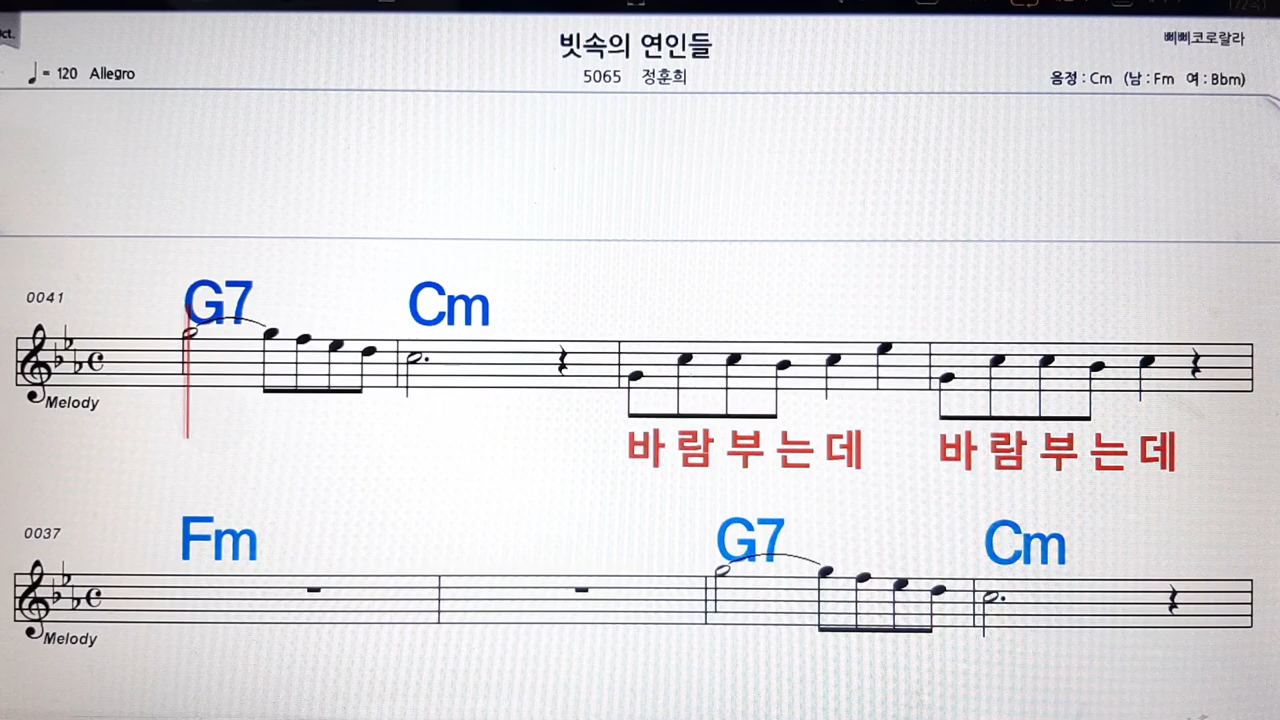 빗속의 연인들
삐삐코로랄라
♩= 120 Allegro
5065 정훈희
음정 : Cm (남 : Fm 여 : Bbm)
0041
G7 Cm
Melody
바 람 부 는 데 바 람 부 는 데
0037
Fm G7 Cm
Melody